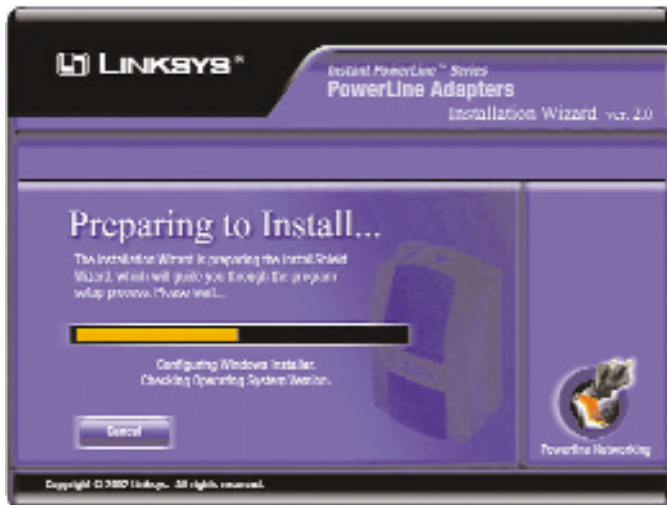 LINKSYS®
Instant PowerLine™ Series
PowerLine Adapters
Installation Wizard ver. 2.0
Preparing to Install...
The Installation Wizard is preparing the InstallShield
Wizard, which will guide you through the program
setup process. Please wait...
Configuring Windows Installer.
Checking Operating System Version.
Cancel
Powerline Networking
Copyright © 2002 Linksys. All rights reserved.